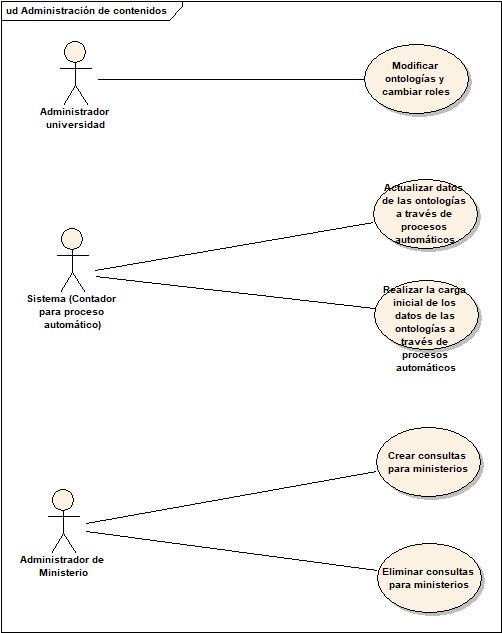 ud Administración de contenidos
Administrador
universidad
Modificar
ontologías y
cambiar roles
Actualizar datos
de las ontologías
a través de
procesos
automáticos
Sistema (Contador
para proceso
automático)
Realizar la carga
inicial de los
datos de las
ontologías a
través de
procesos
automáticos
Crear consultas
para ministerios
Administrador de
Ministerio
Eliminar consultas
para ministerios